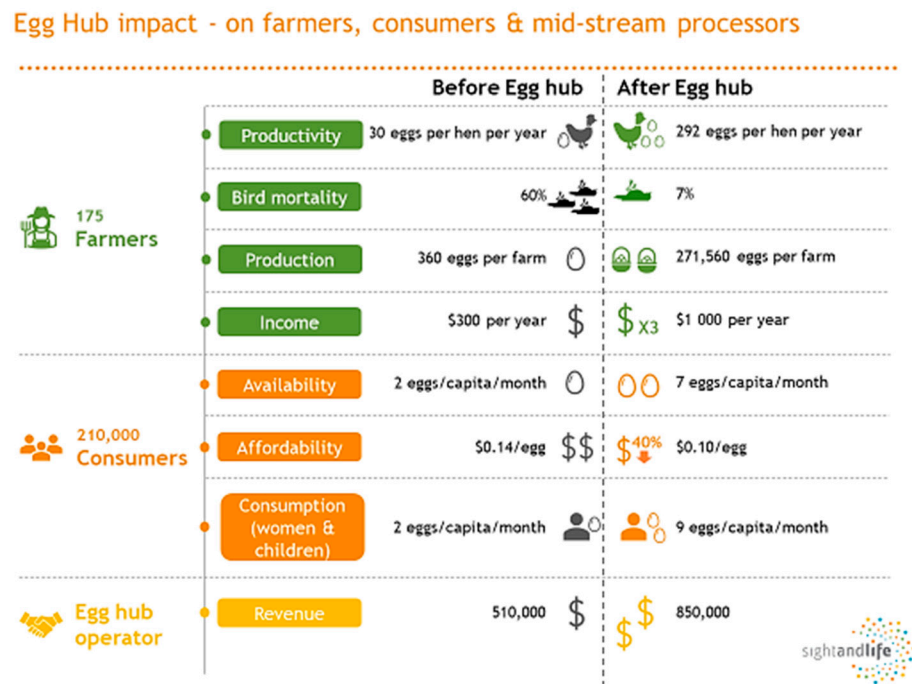 Egg Hub impact - on farmers, consumers & mid-stream processors
Before Egg hub
After Egg hub
175
Farmers
Productivity
30 eggs per hen per year
292 eggs per hen per year
Bird mortality
60%
7%
Production
360 eggs per farm
271,560 eggs per farm
Income
$300 per year
$
$ X3
$1 000 per year
210,000
Consumers
Availability
2 eggs/capita/month
7 eggs/capita/month
Affordability
$0.14/egg
$$
$ 40%
$0.10/egg
Consumption
(women &
children)
2 eggs/capita/month
9 eggs/capita/month
Egg hub
operator
Revenue
510,000
$
$ $
850,000
sightandlife